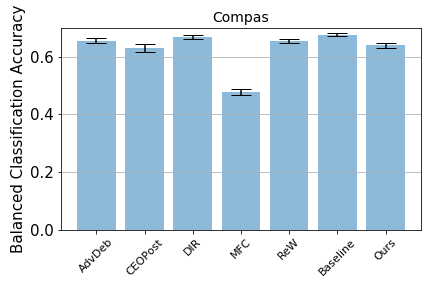 Compas
Balanced Classification Accuracy
0.6
0.4
0.2
0.0
AdvDeb
CEOPost
DIR
MFC
ReW
Baseline
Ours